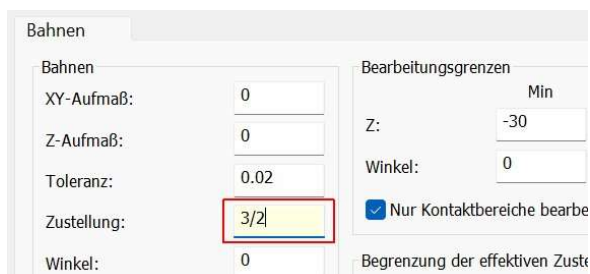 Bahnen
Bahnen
XY-Aufmaß: 0
Z-Aufmaß: 0
Toleranz: 0.02
Zustellung: 3/2
Winkel: 0
Bearbeitungsgrenzen
Min
Z: -30
Winkel: 0
Nur Kontaktbereiche bearbe
Begrenzung der effektiven Zuste